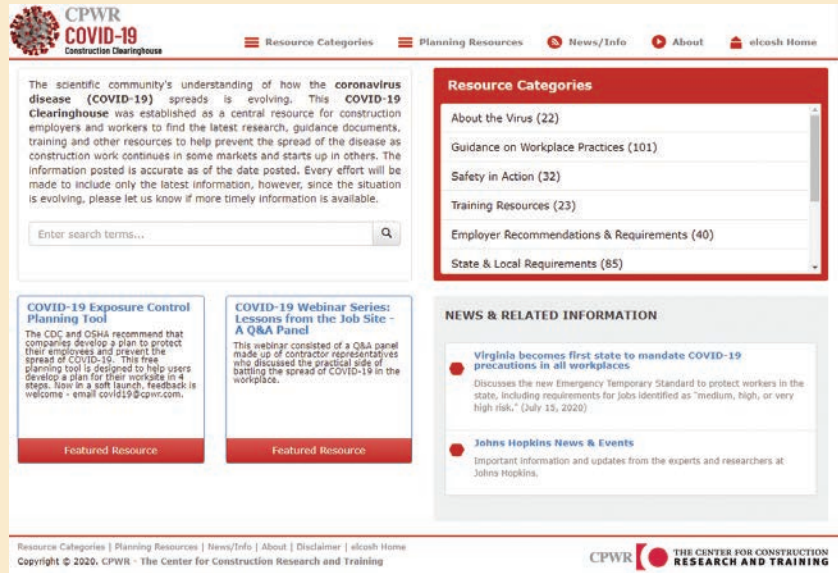 CPWR
COVID-19
Construction Clearinghouse
Resource Categories
Planning Resources
News/Info
About
elcosh Home
The scientific community's understanding of how the coronavirus
disease (COVID-19) spreads is evolving. This COVID-19
Clearinghouse was established as a central resource for construction
employers and workers to find the latest research, guidance documents,
training and other resources to help prevent the spread of the disease as
construction work continues in some markets and starts up in others. The
information posted is accurate as of the date posted. Every effort will be
made to include only the latest information, however, since the situation
is evolving, please let us know if more timely information is available.
Enter search terms...
Resource Categories
About the Virus (22)
Guidance on Workplace Practices (101)
Safety in Action (32)
Training Resources (23)
Employer Recommendations & Requirements (40)
State & Local Requirements (85)
COVID-19 Exposure Control
Planning Tool
The CDC and OSHA recommend that
companies develop a plan to protect
their employees and prevent the
spread of COVID-19. This free
planning tool is designed to help users
develop a plan for their worksite in 4
steps. Now in a soft launch, feedback is
welcome - email covid19@cpwr.com.
Featured Resource
COVID-19 Webinar Series:
Lessons from the Job Site -
A Q&A Panel
This webinar consisted of a Q&A panel
made up of contractor representatives
who discussed the practical side of
battling the spread of COVID-19 in the
workplace.
Featured Resource
NEWS & RELATED INFORMATION
Virginia becomes first state to mandate COVID-19
precautions in all workplaces
Discusses the new Emergency Temporary Standard to protect workers in the
state, including requirements for jobs identified as "medium, high, or very
high risk." (July 15, 2020)
Johns Hopkins News & Events
Important information and updates from the experts and researchers at
Johns Hopkins.
Resource Categories | Planning Resources | News/Info | About | Disclaimer | elcosh Home
Copyright © 2020. CPWR - The Center for Construction Research and Training
CPWR
THE CENTER FOR CONSTRUCTION
RESEARCH AND TRAINING